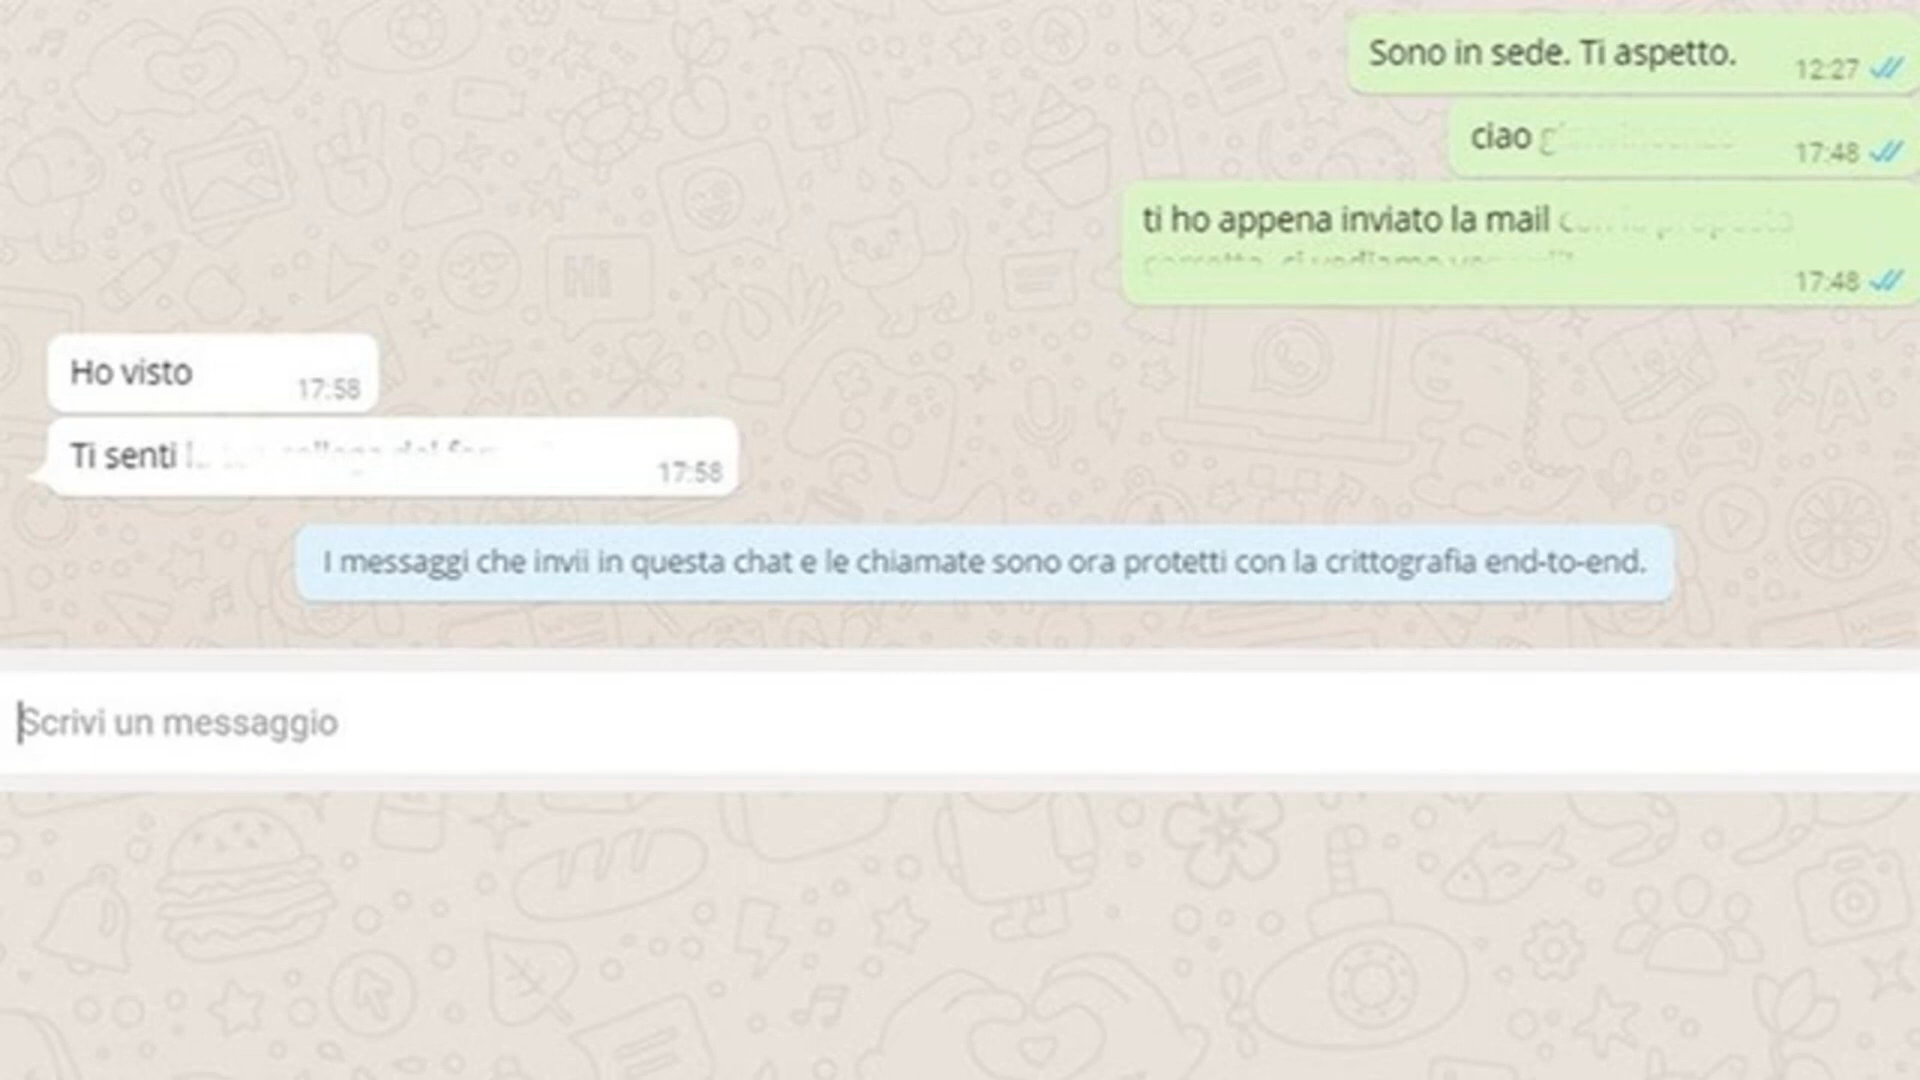 Sono in sede. Ti aspetto.
12:27
ciao
17:48
ti ho appena inviato la mail
17:48
Ho visto
17:58
Ti senti
17:58
I messaggi che invii in questa chat e le chiamate sono ora protetti con la crittografia end-to-end.
Scrivi un messaggio
Hi